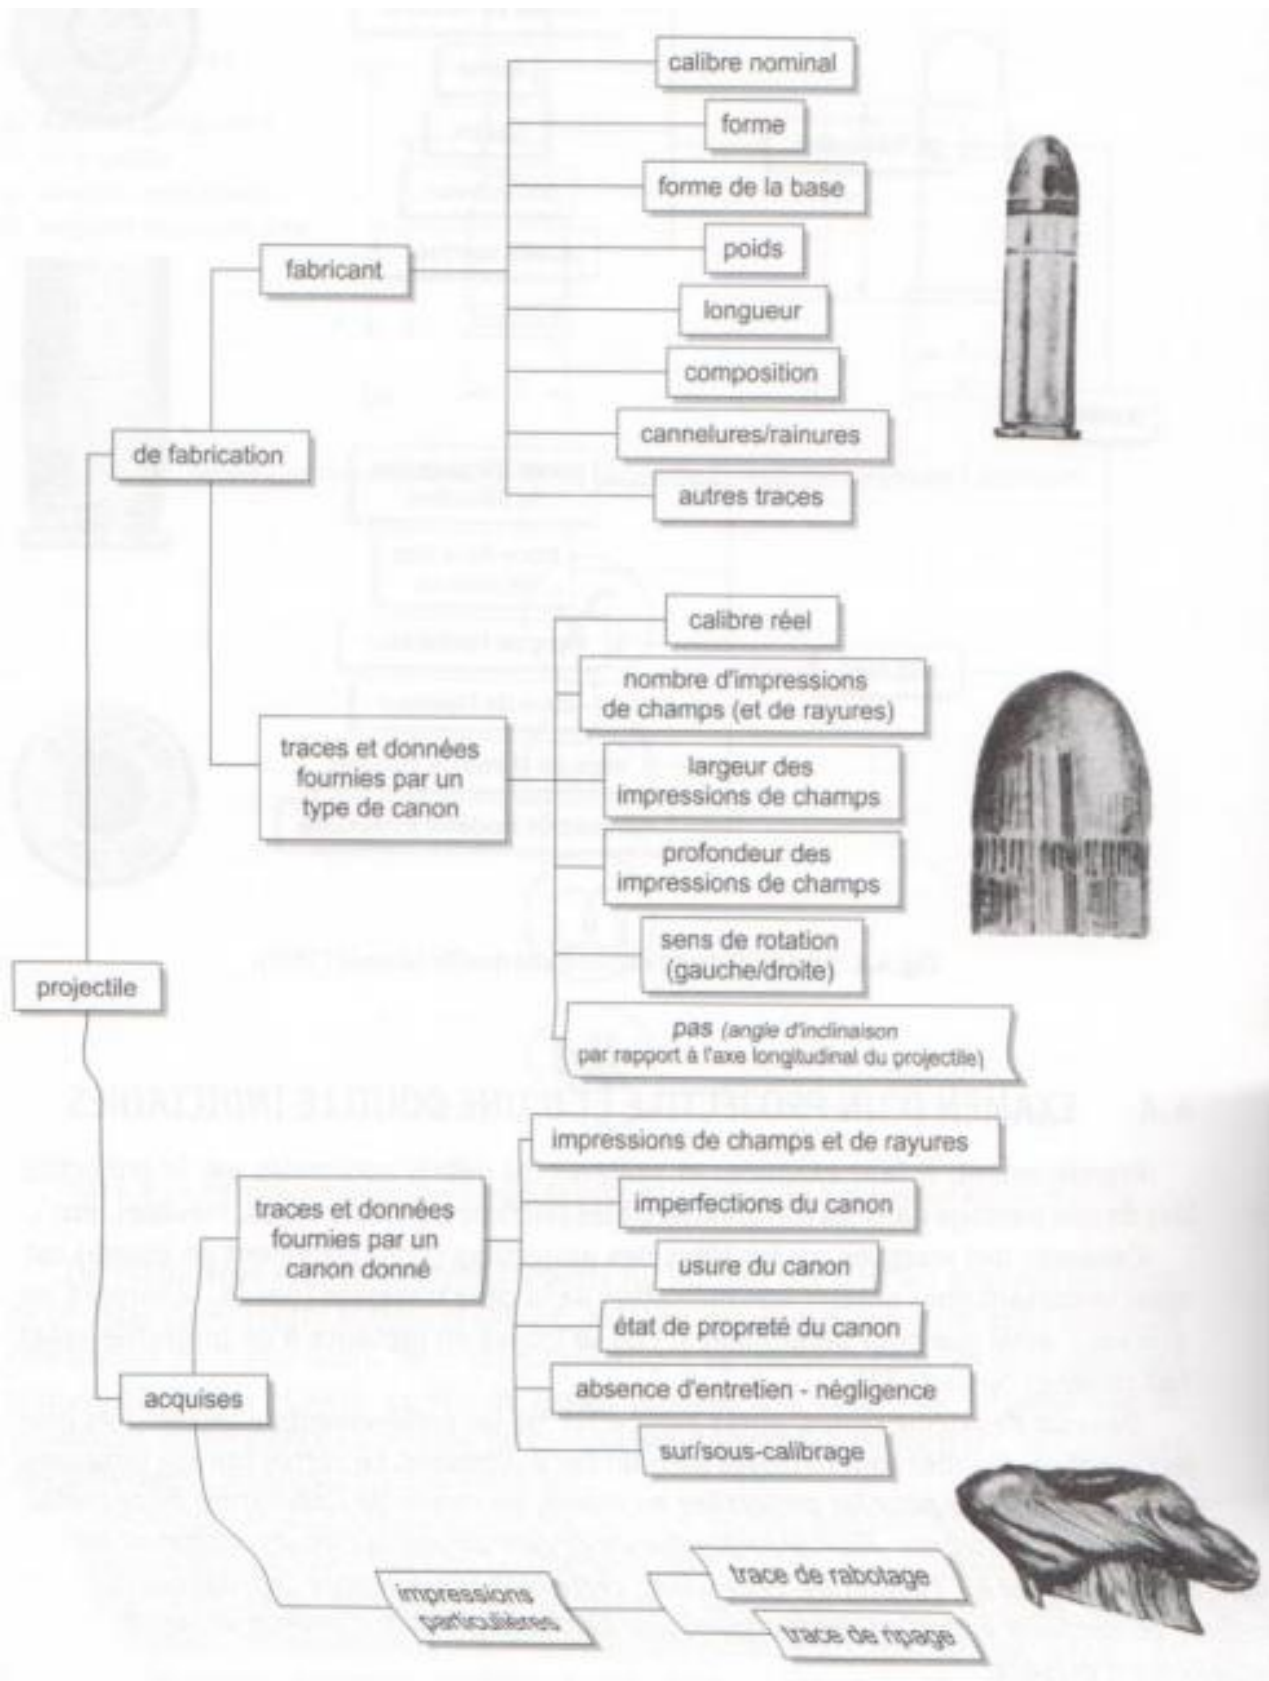 calibre nominal
forme
forme de la base
poids
fabricant
longueur
composition
cannelures/rainures
de fabrication
autres traces
calibre réel
nombre d'impressions
de champs (et de rayures)
traces et données
fournies par un
type de canon
largeur des
impressions de champs
profondeur des
impressions de champs
sens de rotation
(gauche/droite)
projectile
pas (angle d'inclinaison
par rapport à l'axe longitudinal du projectile)
impressions de champs et de rayures
imperfections du canon
traces et données
fournies par un
canon donné
usure du canon
état de propreté du canon
absence d'entretien - négligence
acquises
sur/sous-calibrage
trace de rabotage
impressions
particulières
trace de ripage